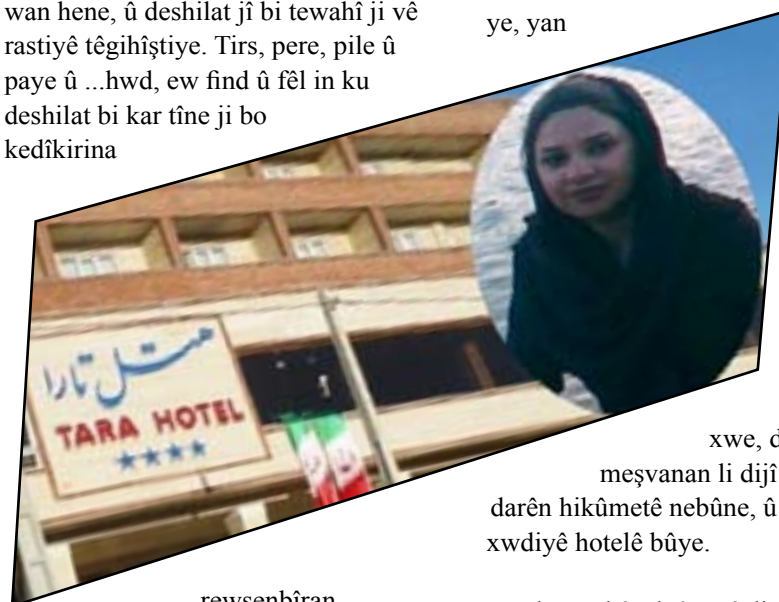 wan hene, û deshilat jî bi tewahî ji vê
rastiyê têgihîştiye. Tirs, pere, pile û
paye û ...hwd, ew find û fêl in ku
deshilat bi kar tîne ji bo
kedîkirina
هتل تارا
TARA HOTEL
★★★★
rewşenbîran
ye, yan
xwe, d
meşvanan li dijî
darên hikûmetê nebûne, û
xwdiyê hotelê bûye.